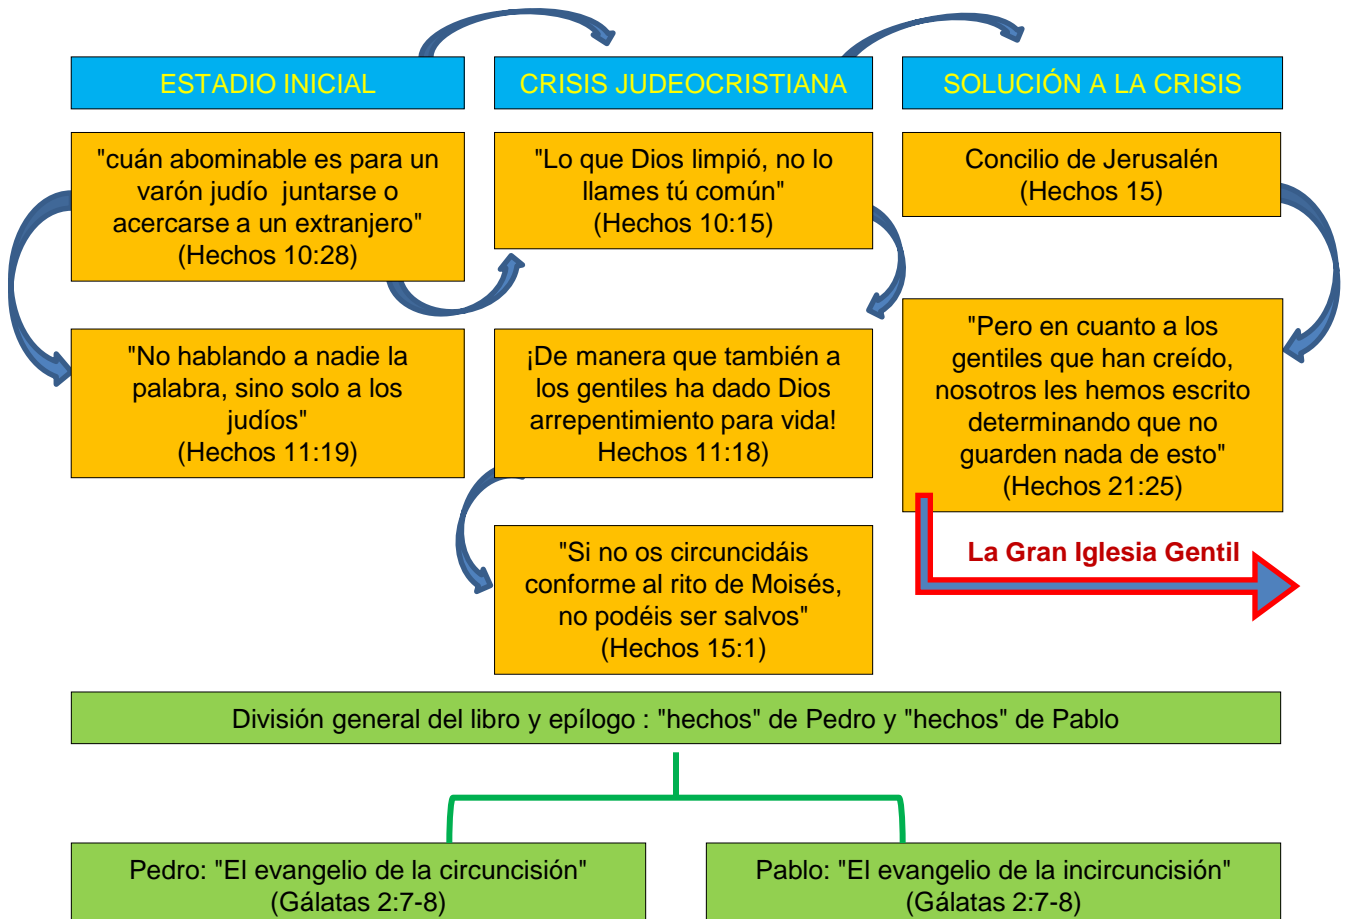 ESTADIO INICIAL
CRISIS JUDEOCRISTIANA
SOLUCIÓN A LA CRISIS
"cuán abominable es para un
varón judío juntarse o
acercarse a un extranjero"
(Hechos 10:28)
"Lo que Dios limpió, no lo
llames tú común"
(Hechos 10:15)
Concilio de Jerusalén
(Hechos 15)
"No hablando a nadie la
palabra, sino solo a los
judíos"
(Hechos 11:19)
¡De manera que también a
los gentiles ha dado Dios
arrepentimiento para vida!
Hechos 11:18)
"Pero en cuanto a los
gentiles que han creído,
nosotros les hemos escrito
determinando que no
guarden nada de esto"
(Hechos 21:25)
"Si no os circuncidáis
conforme al rito de Moisés,
no podéis ser salvos"
(Hechos 15:1)
La Gran Iglesia Gentil
División general del libro y epílogo : "hechos" de Pedro y "hechos" de Pablo
Pedro: "El evangelio de la circuncisión"
(Gálatas 2:7-8)
Pablo: "El evangelio de la incircuncisión"
(Gálatas 2:7-8)